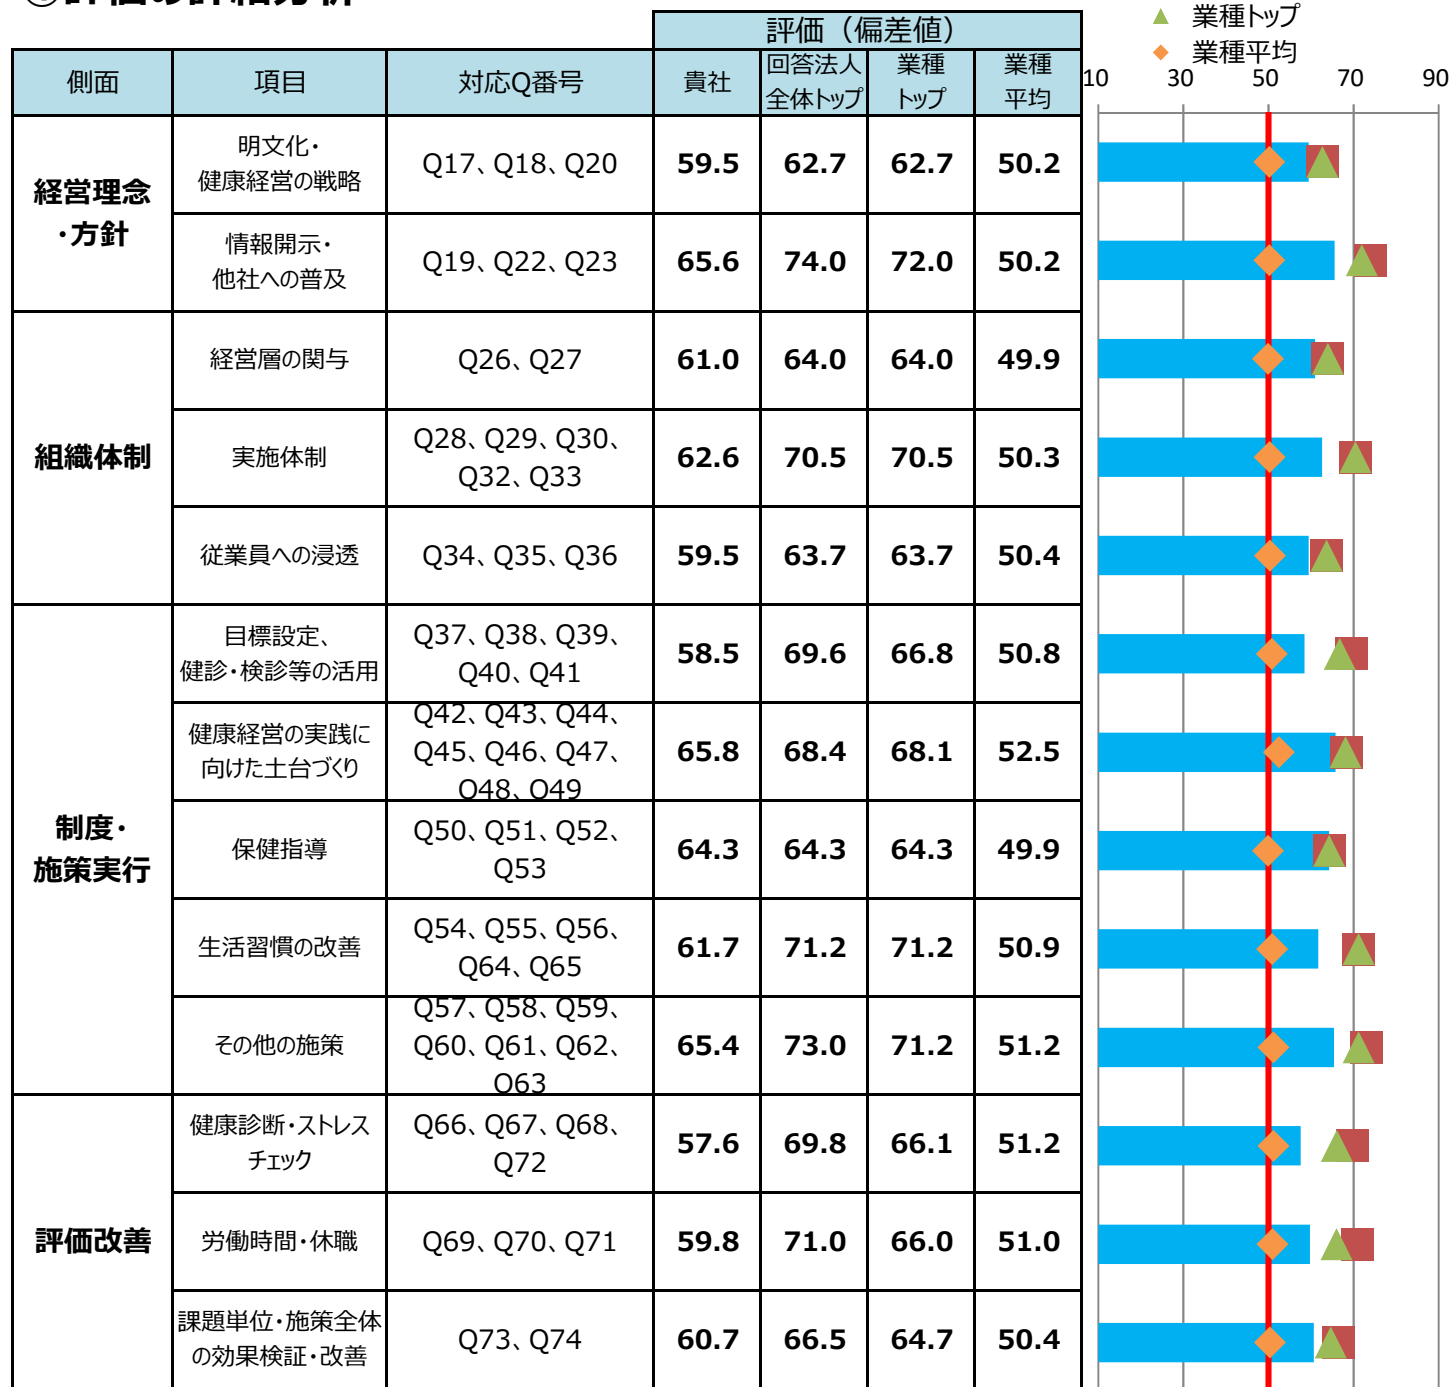 ▲ 業種トップ
◆ 業種平均
評価（偏差値）
側面 項目 対応Q番号 貴社 回答法人 業種 業種
全体トップ トップ 平均
10 30 50 70 90
経営理念
・方針
明文化・
健康経営の戦略
Q17、Q18、Q20 59.5 62.7 62.7 50.2
情報開示・
他社への普及
Q19、Q22、Q23 65.6 74.0 72.0 50.2
組織体制
経営層の関与 Q26、Q27 61.0 64.0 64.0 49.9
実施体制
Q28、Q29、Q30、
Q32、Q33
62.6 70.5 70.5 50.3
従業員への浸透 Q34、Q35、Q36 59.5 63.7 63.7 50.4
制度・
施策実行
目標設定、
健診・検診等の活用
Q37、Q38、Q39、
Q40、Q41
58.5 69.6 66.8 50.8
健康経営の実践に
向けた土台づくり
Q42、Q43、Q44、
Q45、Q46、Q47、
Q48、Q49
65.8 68.4 68.1 52.5
保健指導
Q50、Q51、Q52、
Q53
64.3 64.3 64.3 49.9
生活習慣の改善
Q54、Q55、Q56、
Q64、Q65
61.7 71.2 71.2 50.9
その他の施策
Q57、Q58、Q59、
Q60、Q61、Q62、
Q63
65.4 73.0 71.2 51.2
評価改善
健康診断・ストレス
チェック
Q66、Q67、Q68、
Q72
57.6 69.8 66.1 51.2
労働時間・休職 Q69、Q70、Q71 59.8 71.0 66.0 51.0
課題単位・施策全体
の効果検証・改善
Q73、Q74 60.7 66.5 64.7 50.4